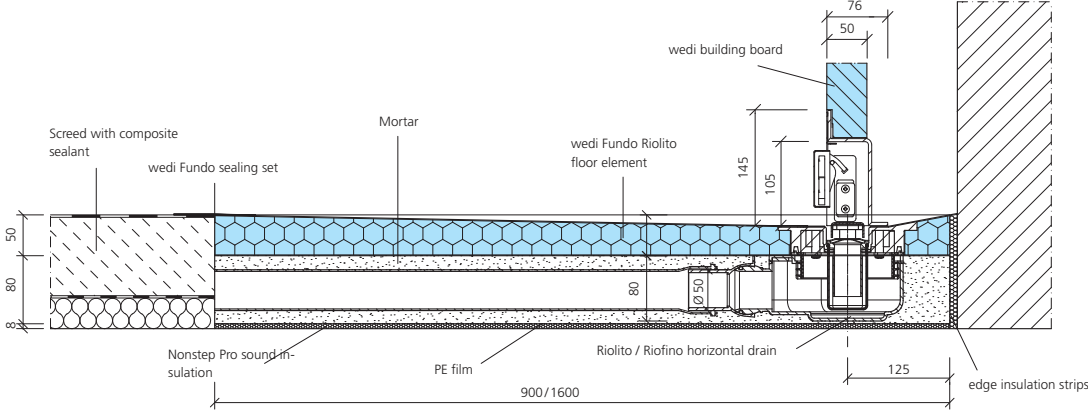 76
50
wedi building board
Screed with composite
sealant
wedi Fundo sealing set
Mortar
wedi Fundo Riolito
floor element
145
105
50
80
8
80
Ø 50
Nonstep Pro sound in-
sulation
PE film
Riolito / Riofino horizontal drain
125
edge insulation strips
900/1600